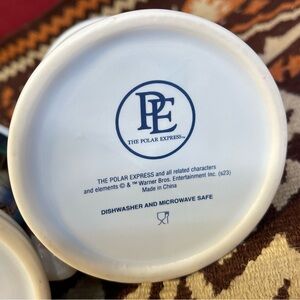 PE
THE POLAR EXPRESS™
THE POLAR EXPRESS and all related characters
and elements © & ™ Warner Bros. Entertainment Inc. (s23)
Made in China
DISHWASHER AND MICROWAVE SAFE